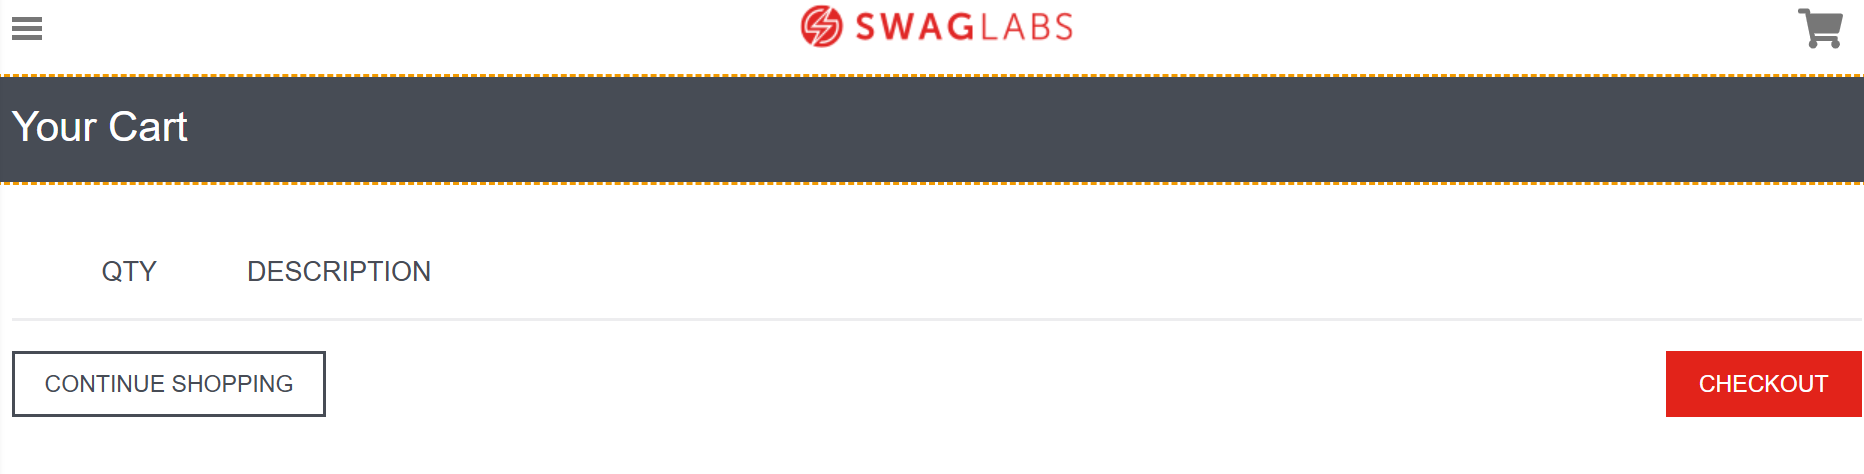 SWAGLABS
Your Cart
QTY DESCRIPTION
CONTINUE SHOPPING CHECKOUT